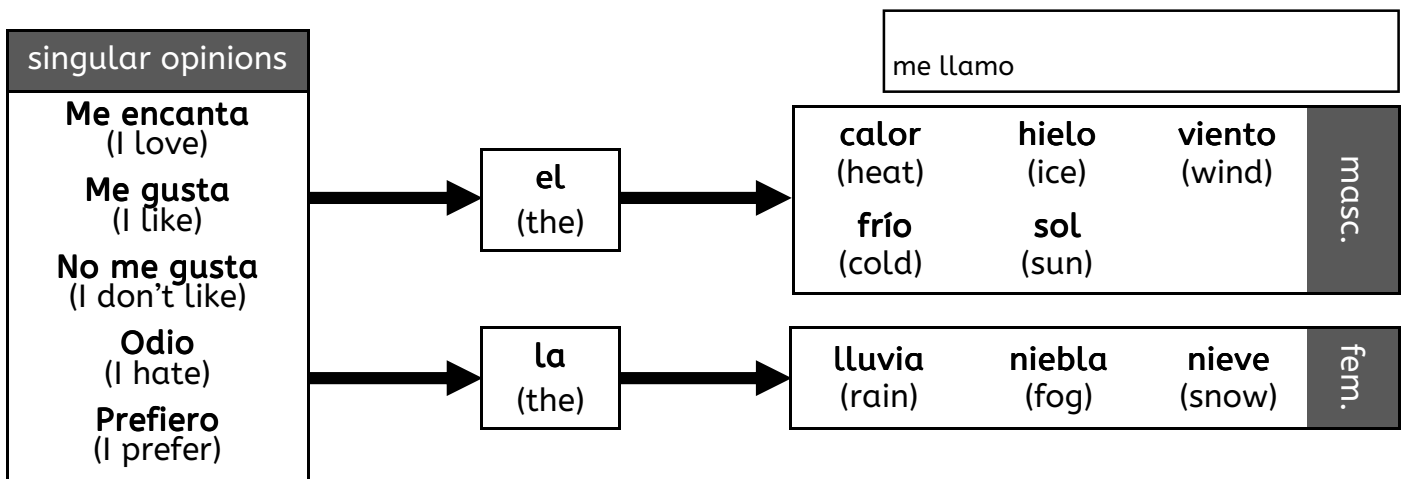 me llamo
singular opinions
Me encanta
(I love)
Me gusta
(I like)
No me gusta
(I don't like)
Odio
(I hate)
Prefiero
(I prefer)
el
(the)
calor hielo viento
(heat) (ice) (wind)
frío sol
(cold) (sun)
masc.
la
(the)
lluvia niebla nieve
(rain) (fog) (snow)
fem.